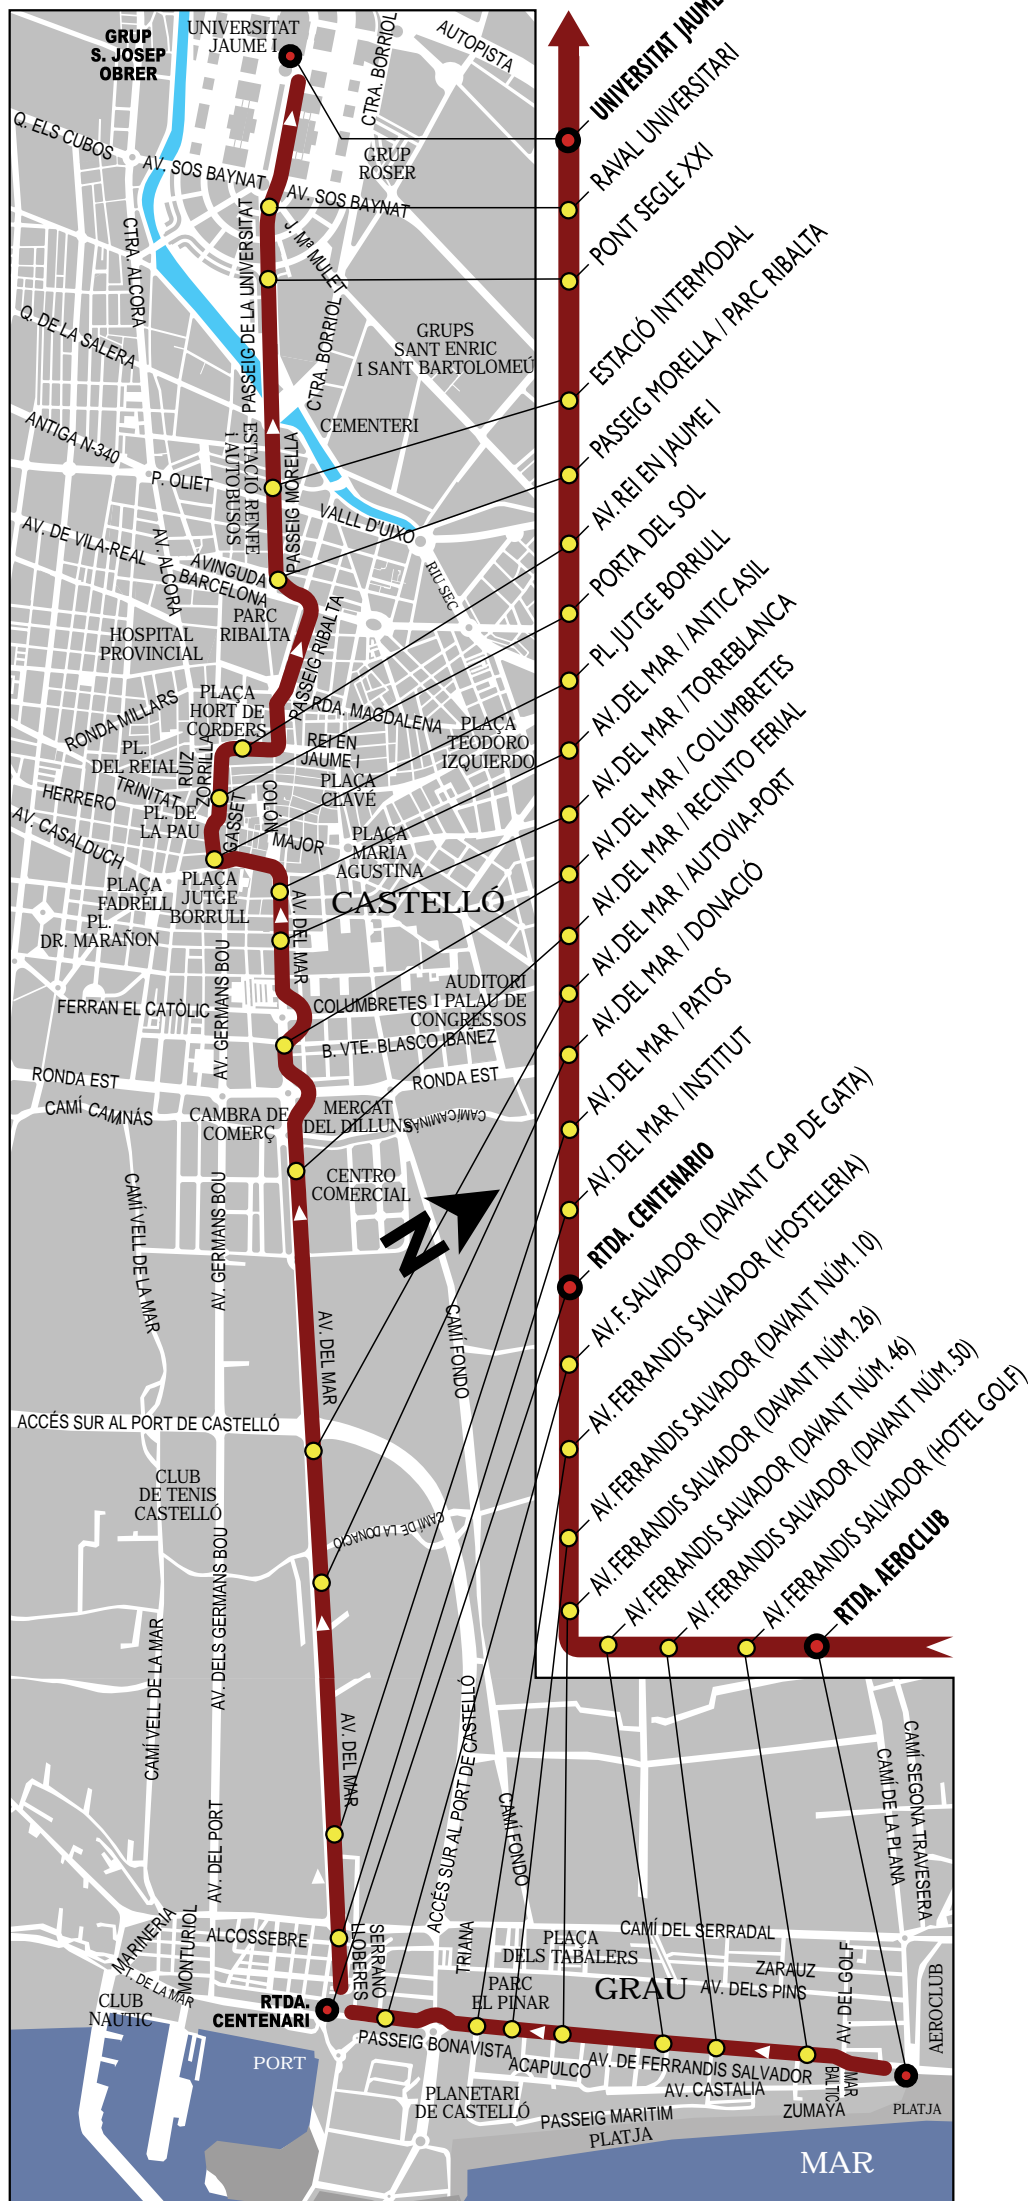 GRUP
S. JOSEP
OBRER
UNIVERSITAT
JAUME I
CTRA. BORRIOL
AUTOPISTA
Q. ELS CUBOS
GRUP
ROSER
AV. SOS BAYNAT
AV. SOS BAYNAT
CTRA. ALCORA
PASSEIG DE LA UNIVERSITAT
J. Mª MULET
CTRA. BORRIOL
Q. DE LA SALERA
GRUPS
SANT ENRIC
I SANT BARTOLOMEÚ
ANTIGA N-340
CEMENTERI
P. OLIET
ESTACIÓ RENFE
i AUTOBUSOS
PASSEIG MORELLA
VALLL D'UIXO
AV. DE VILA-REAL
AV. ALCORA
AVINGUDA
BARCELONA
RIU SEC
PARC
RIBALTA
PASSEIG RIBALTA
HOSPITAL
PROVINCIAL
RONDA MILLARS
PLAÇA
HORT DE
CORDERS
RDA. MAGDALENA
PLAÇA
TEODORO
IZQUIERDO
PL.
DEL REIAL
RUIZ
ZORRILLA
REI EN
JAUME I
PLAÇA
CLAVÉ
HERRERO
TRINITAT
COLÓN
PL. DE
LA PAU
GASSET
AV. CASALDUCH
MAJOR
PLAÇA
MARIA
AGUSTINA
PLAÇA
FADRELL
PLAÇA
JUTGE
BORRULL
CASTELLÓ
PL.
DR. MARAÑON
AV. DEL MAR
AV. GERMANS BOU
AUDITORI
I PALAU DE
CONGRESSOS
FERRAN EL CATÒLIC
COLUMBRETES
B. VTE. BLASCO IBÁÑEZ
RONDA EST
RONDA EST
CAMÍ CAMNÁS
CAMBRA DE
COMERÇ
MERCAT
DEL DILLUNS
CAMÍ CAMINÁS
CENTRO
COMERCIAL
CAMÍ VELL DE LA MAR
AV. GERMANS BOU
N
AV. DEL MAR
CAMÍ FONDO
ACCÉS SUR AL PORT DE CASTELLÓ
CLUB
DE TENIS
CASTELLÓ
CAMÍ DE LA DONACIÓ
AV. DELS GERMANS BOU
CAMÍ VELL DE LA MAR
AV. DEL MAR
ACCÉS SUR AL PORT DE CASTELLÓ
CAMÍ FONDO
CAMÍ SEGONA TRAVESERA
CAMÍ DE LA PLANA
AV. DEL PORT
MARINERIA
MONTURIOL
ALCOSSEBRE
LLOBERES
SERRANO
TRIANA
PLAÇA
DELS TABALERS
CAMÍ DEL SERRADAL
ZARAUZ
AV. DEL GOLF
AEROCLUB
T. DE LA MAR
CLUB
NAUTIC
RTDA.
CENTENARI
PARC
EL PINAR
GRAU
AV. DELS PINS
PORT
PASSEIG BONAVISTA
ACAPULCO
AV. DE FERRANDIS SALVADOR
MAR
BALTIC
AV. CASTALIA
PLANETARI
DE CASTELLÓ
ZUMAYA
PLATJA
PASSEIG MARITIM
PLATJA
MAR
UNIVERSITAT JAUME
RAVAL UNIVERSITARI
PONT SEGLE XXI
ESTACIÓ INTERMODAL
PASSEIG MORELLA / PARC RIBALTA
AV. REI EN JAUME I
PORTA DEL SOL
PL. JUTGE BORRULL
AV. DEL MAR / ANTIC ASIL
AV. DEL MAR / TORREBLANCA
AV. DEL MAR / COLUMBRETES
AV. DEL MAR / RECINTO FERIAL
AV. DEL MAR / AUTOVIA-PORT
AV. DEL MAR / DONACIÓ
AV. DEL MAR / PATOS
AV. DEL MAR / INSTITUT
RTDA. CENTENARIO
AV. F. SALVADOR (DAVANT CAP DE GATA)
AV. FERRANDIS SALVADOR (HOSTELERIA)
AV. FERRANDIS SALVADOR (DAVANT NÚM. 10)
AV. FERRANDIS SALVADOR (DAVANT NÚM. 26)
AV. FERRANDIS SALVADOR (DAVANT NÚM. 46)
AV. FERRANDIS SALVADOR (DAVANT NÚM. 50)
AV. FERRANDIS SALVADOR (HOTEL GOLF)
RTDA. AEROCLUB